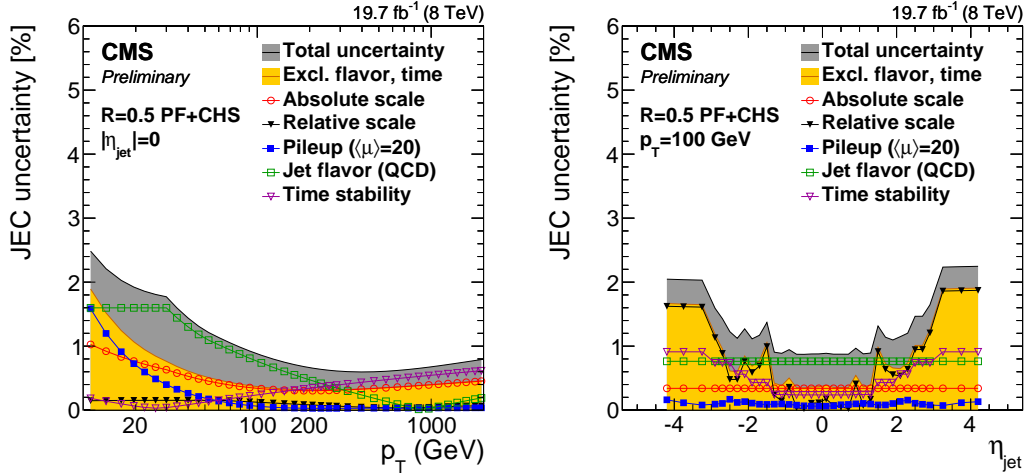 19.7 fb⁻¹ (8 TeV)
JEC uncertainty [%]
6
5
4
3
2
1
0
CMS
Preliminary
R=0.5 PF+CHS
|η_jet|=0
Total uncertainty
Excl. flavor, time
Absolute scale
Relative scale
Pileup (⟨μ⟩=20)
Jet flavor (QCD)
Time stability
20 100 200 1000
p_T (GeV)
19.7 fb⁻¹ (8 TeV)
JEC uncertainty [%]
6
5
4
3
2
1
0
CMS
Preliminary
R=0.5 PF+CHS
p_T=100 GeV
Total uncertainty
Excl. flavor, time
Absolute scale
Relative scale
Pileup (⟨μ⟩=20)
Jet flavor (QCD)
Time stability
-4 -2 0 2 4
η_jet